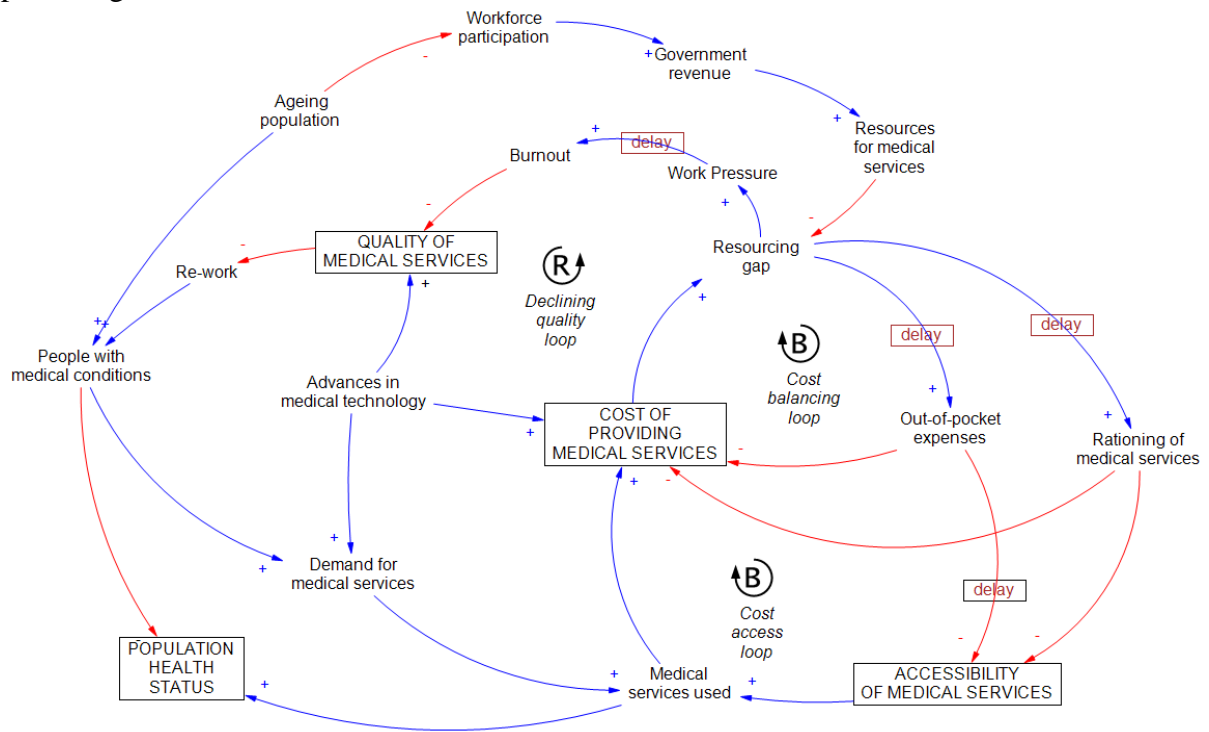 Workforce
participation
-
+
Government
revenue
Ageing
population
+
Resources
for medical
services
+
delay
Burnout
Work Pressure
+
-
-
-
QUALITY OF
MEDICAL SERVICES
Resourcing
gap
Re-work
R
+
+
Declining
quality
loop
++
delay
delay
B
People with
medical conditions
Advances in
medical technology
Cost
balancing
loop
+
+
COST OF
PROVIDING
MEDICAL SERVICES
+
Out-of-pocket
expenses
Rationing of
medical services
-
+
-
+
+
Demand for
medical services
B
delay
Cost
access
loop
-
-
-
POPULATION
HEALTH
STATUS
+
+
Medical
services used
+
ACCESSIBILITY
OF MEDICAL SERVICES